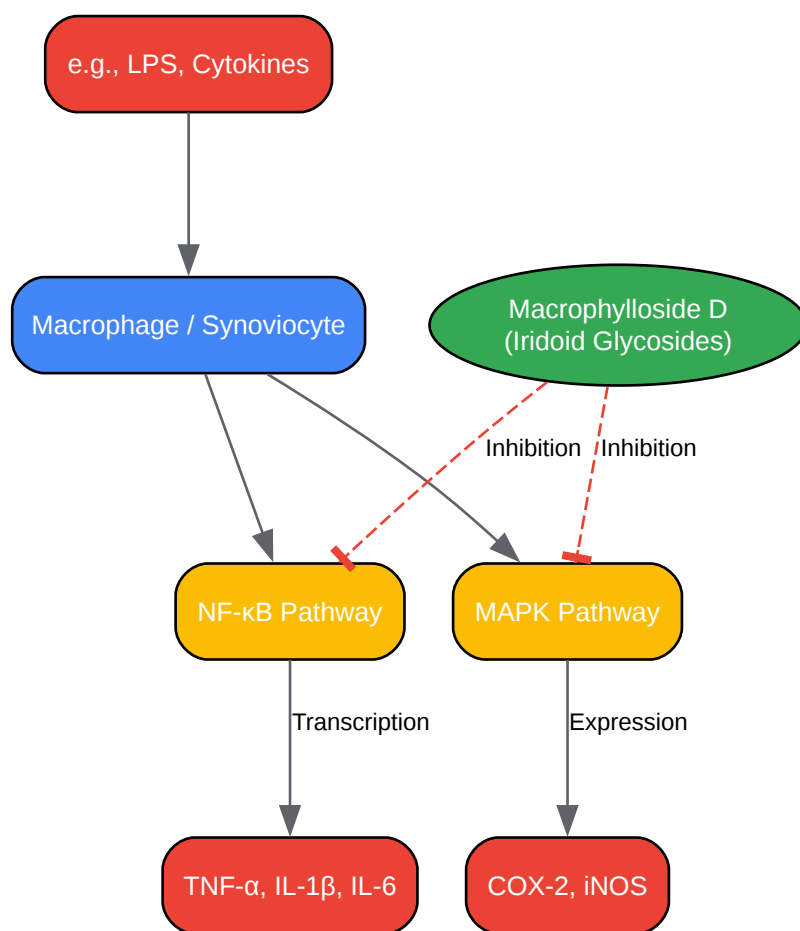 e.g., LPS, Cytokines
Macrophage / Synoviocyte
Macrophylloside D
(Iridoid Glycosides)
Inhibition
Inhibition
NF-κB Pathway
MAPK Pathway
Transcription
Expression
TNF-α, IL-1β, IL-6
COX-2, iNOS